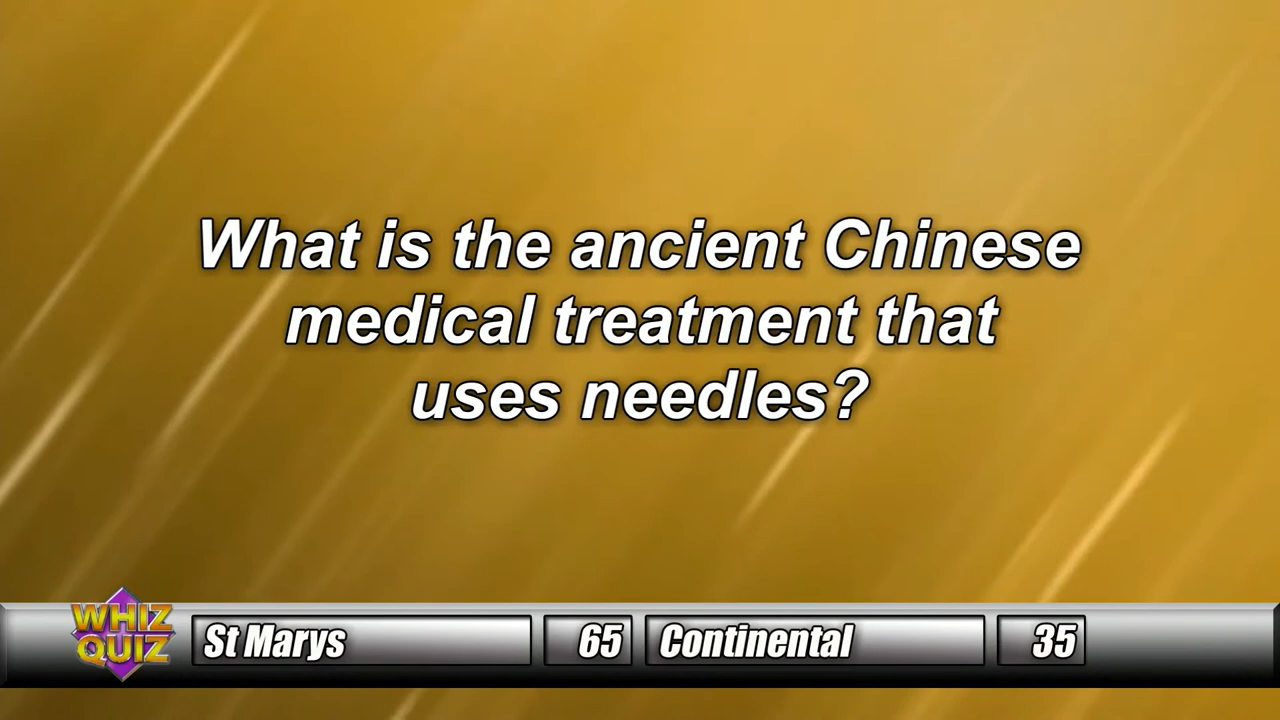 What is the ancient Chinese
medical treatment that
uses needles?
WHIZ
QUIZ
St Marys 65 Continental 35